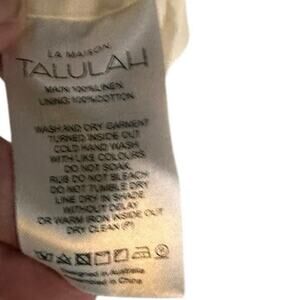 LA MAISON
TALULAH
MAIN: 100%LINEN
LINING: 100%COTTON
WASH AND DRY GARMENT
TURNED INSIDE OUT
COLD HAND WASH
WITH LIKE COLOURS
DO NOT SOAK,
RUB DO NOT BLEACH
DO NOT TUMBLE DRY
LINE DRY IN SHADE
WITHOUT DELAY
OR WARM IRON INSIDE OUT
DRY CLEAN (P)
Designed in Australia
in China